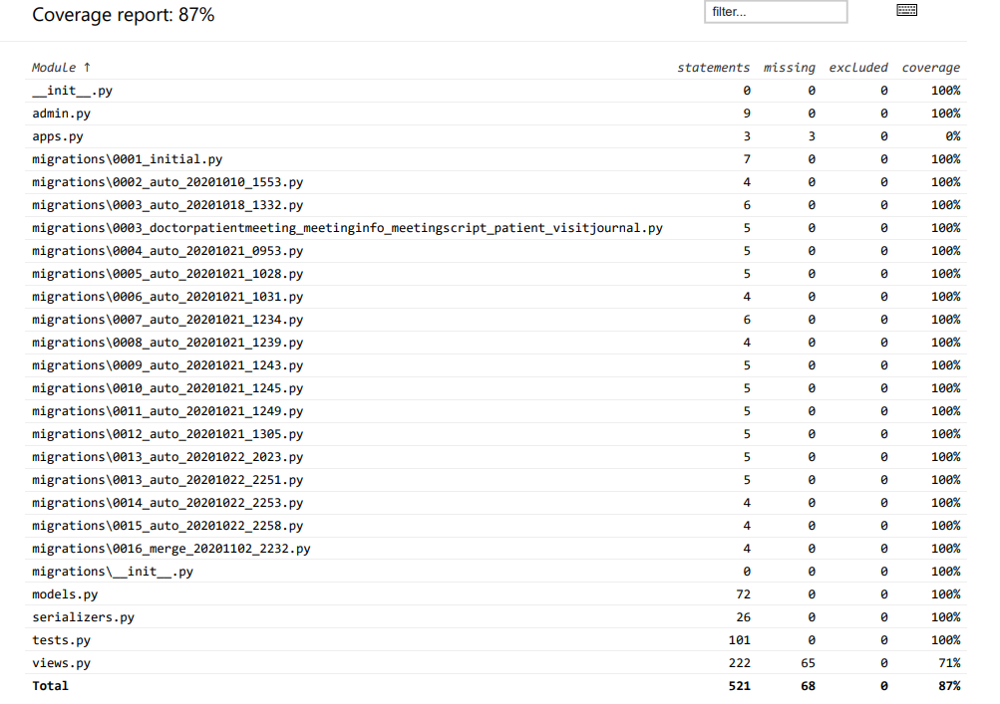 Coverage report: 87%
filter...
Module ↑ statements missing excluded coverage
__init__.py 0 0 0 100%
admin.py 9 0 0 100%
apps.py 3 3 0 0%
migrations\0001_initial.py 7 0 0 100%
migrations\0002_auto_20201010_1553.py 4 0 0 100%
migrations\0003_auto_20201018_1332.py 6 0 0 100%
migrations\0003_doctorpatientmeeting_meetinginfo_meetingscript_patient_visitjournal.py 5 0 0 100%
migrations\0004_auto_20201021_0953.py 5 0 0 100%
migrations\0005_auto_20201021_1028.py 5 0 0 100%
migrations\0006_auto_20201021_1031.py 4 0 0 100%
migrations\0007_auto_20201021_1234.py 6 0 0 100%
migrations\0008_auto_20201021_1239.py 4 0 0 100%
migrations\0009_auto_20201021_1243.py 5 0 0 100%
migrations\0010_auto_20201021_1245.py 5 0 0 100%
migrations\0011_auto_20201021_1249.py 5 0 0 100%
migrations\0012_auto_20201021_1305.py 5 0 0 100%
migrations\0013_auto_20201022_2023.py 5 0 0 100%
migrations\0013_auto_20201022_2251.py 5 0 0 100%
migrations\0014_auto_20201022_2253.py 4 0 0 100%
migrations\0015_auto_20201022_2258.py 4 0 0 100%
migrations\0016_merge_20201102_2232.py 4 0 0 100%
migrations\__init__.py 0 0 0 100%
models.py 72 0 0 100%
serializers.py 26 0 0 100%
tests.py 101 0 0 100%
views.py 222 65 0 71%
Total 521 68 0 87%